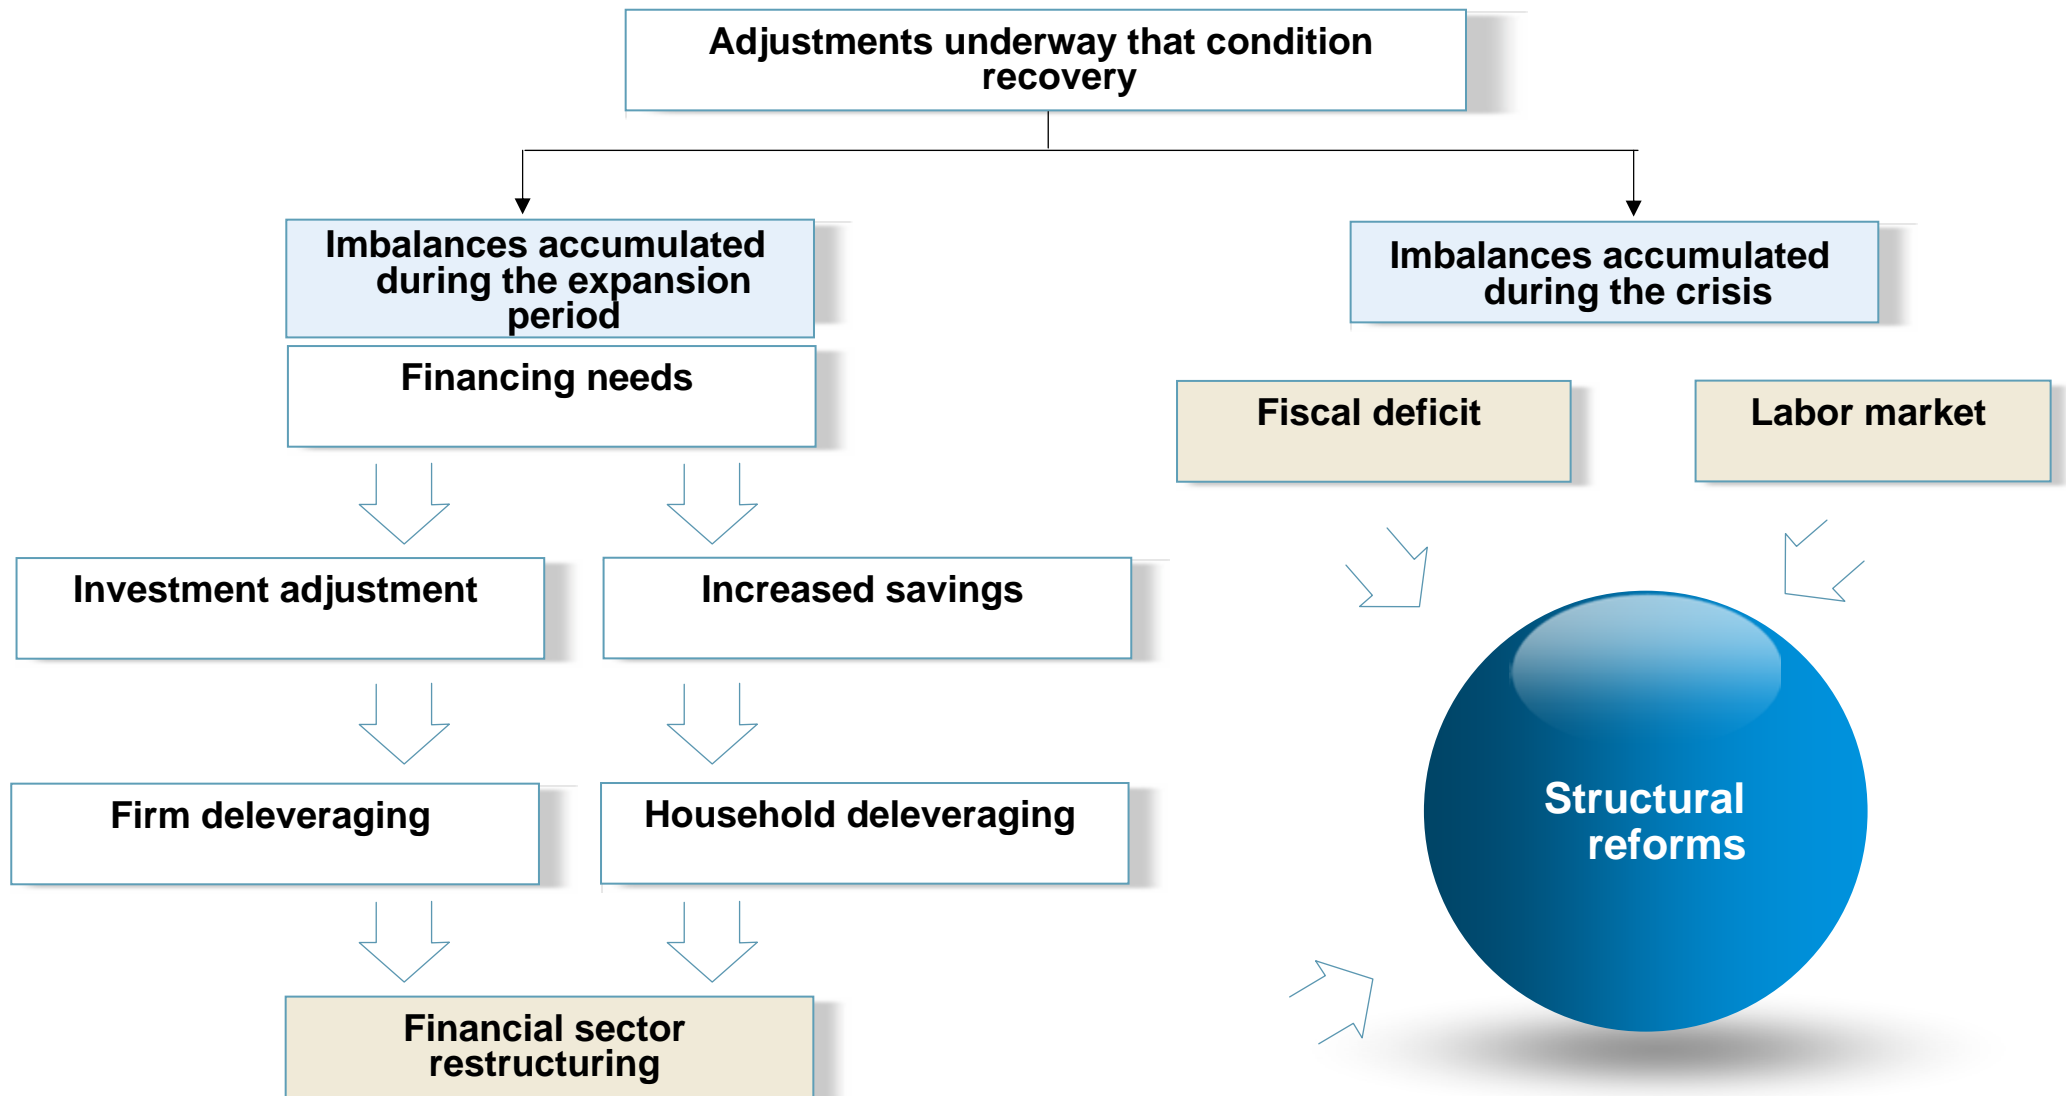 Adjustments underway that condition
recovery
Imbalances accumulated
during the expansion
period
Imbalances accumulated
during the crisis
Financing needs
Fiscal deficit
Labor market
Investment adjustment
Increased savings
Firm deleveraging
Household deleveraging
Structural
reforms
Financial sector
restructuring